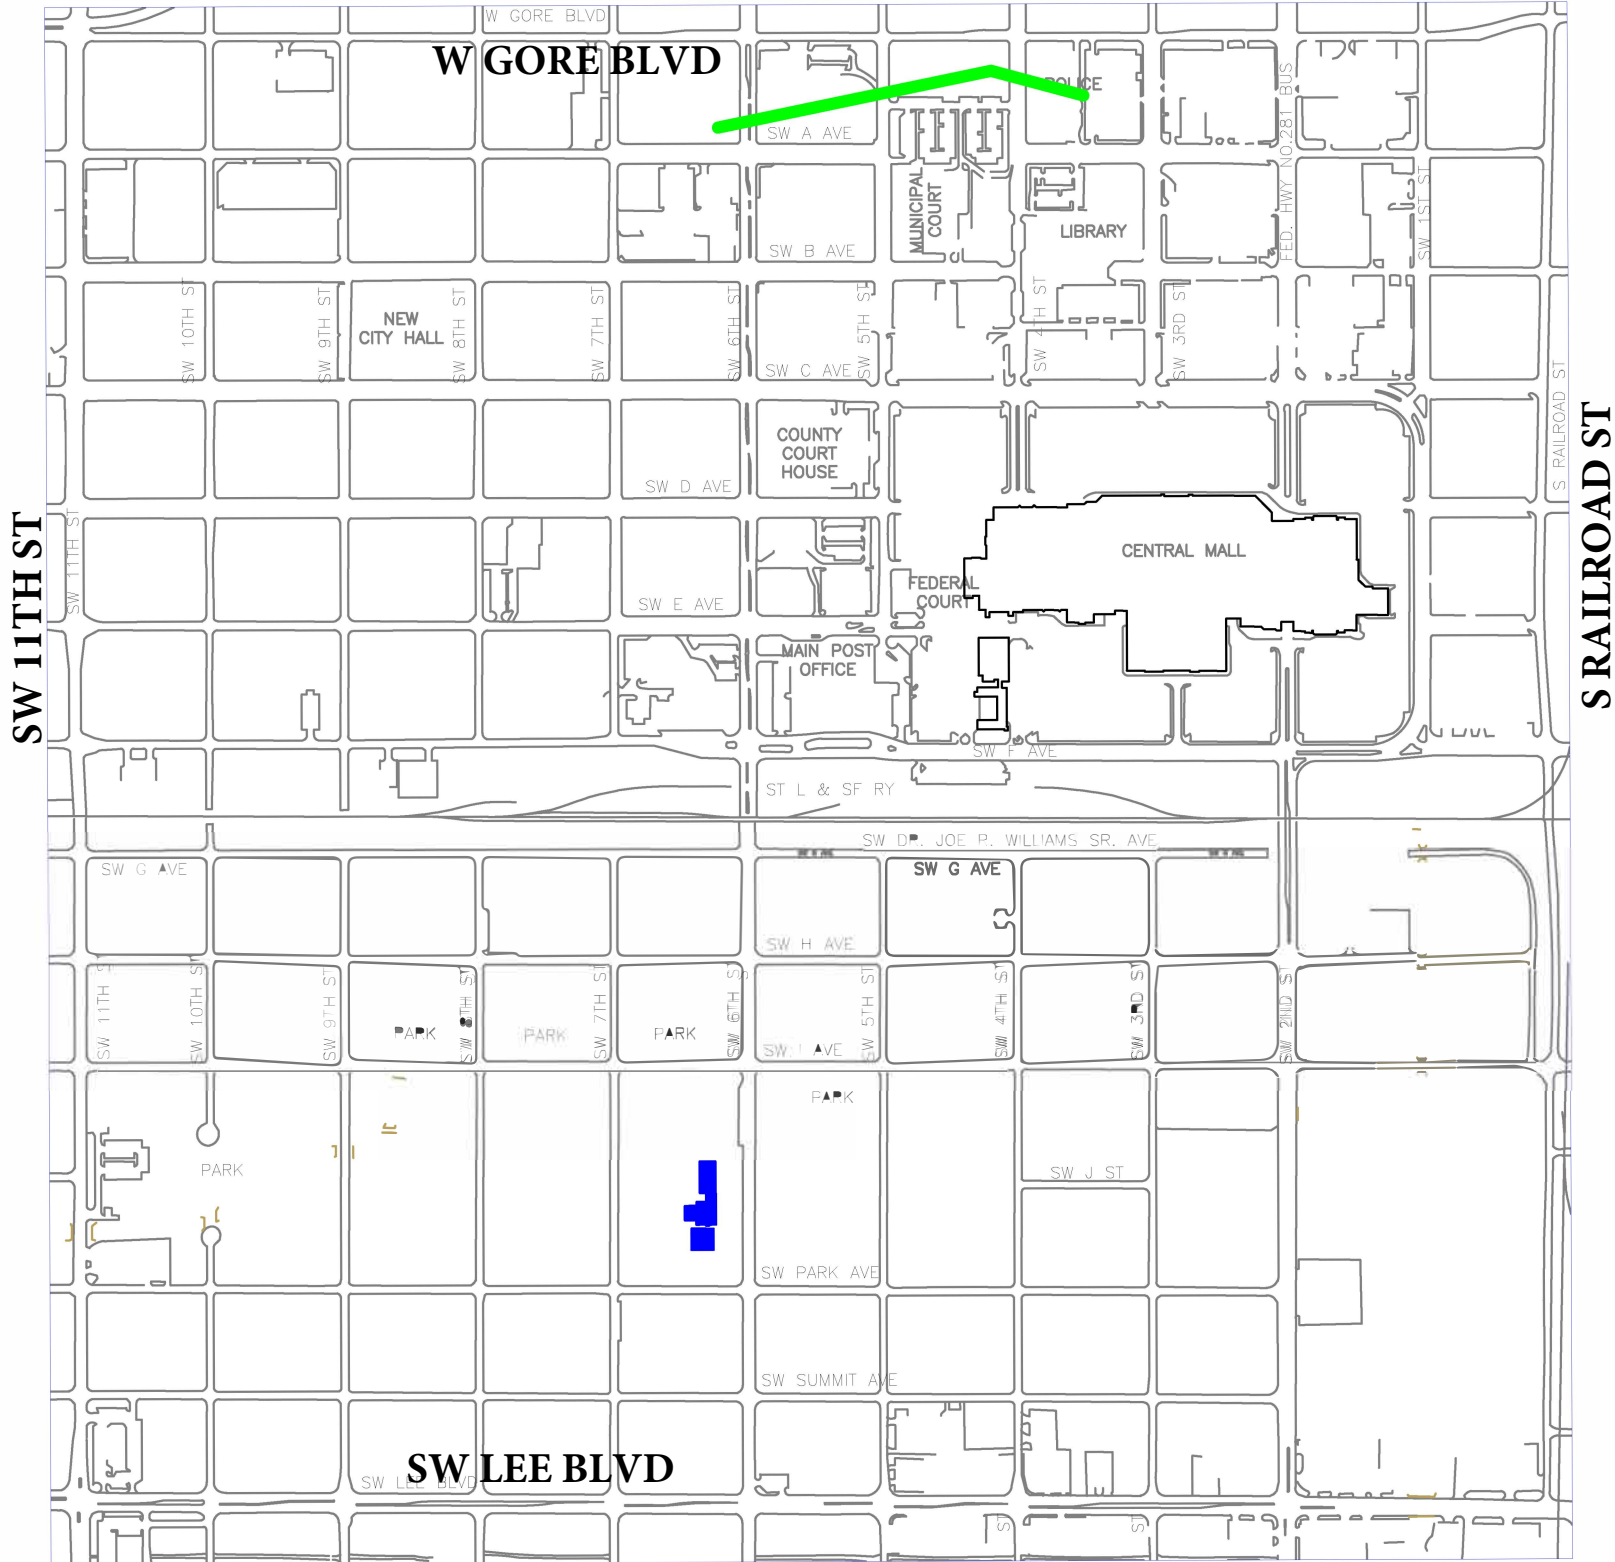 W GORE BLVD
W GORE BLVD
POLICE
SW A AVE
FED. HWY NO.281 BUS
SW 1ST ST
MUNICIPAL
COURT
LIBRARY
SW B AVE
SW 10TH ST
SW 9TH ST
NEW
CITY HALL
SW 8TH ST
SW 7TH ST
SW 6TH ST
SW 5TH ST
SW 4TH ST
SW 3RD ST
SW C AVE
S RAILROAD ST
S RAILROAD ST
COUNTY
COURT
HOUSE
SW D AVE
SW 11TH ST
SW 11TH ST
CENTRAL MALL
FEDERAL
COURT
SW E AVE
MAIN POST
OFFICE
SW F AVE
ST L & SF RY
SW DR. JOE P. WILLIAMS SR. AVE
SW G AVE
SW G AVE
SW H AVE
SW 11TH ST
SW 10TH ST
SW 9TH ST
SW 8TH ST
SW 7TH ST
SW 6TH ST
SW 5TH ST
SW 4TH ST
SW 3RD ST
SW 2ND ST
PARK
PARK
PARK
SW I AVE
PARK
PARK
SW J ST
SW PARK AVE
SW SUMMIT AVE
SW LEE BLVD
SW LEE BLVD
ST
ST